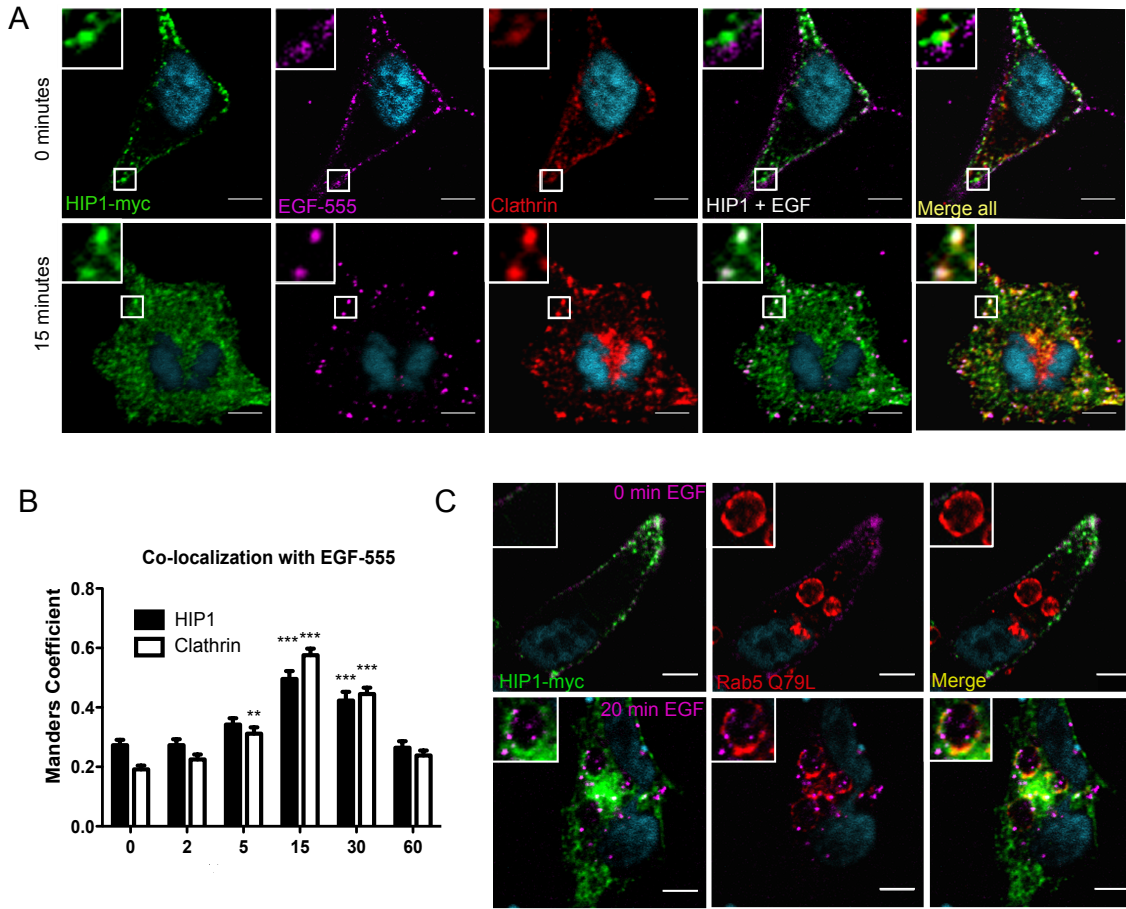 A
0 minutes
HIP1-myc
EGF-555
Clathrin
HIP1 + EGF
Merge all
15 minutes
B
Co-localization with EGF-555
Manders Coefficient
0.8
0.6
0.4
0.2
0.0
HIP1
Clathrin
*** ***
*** ***
**
0 2 5 15 30 60
C
0 min EGF
HIP1-myc
Rab5 Q79L
Merge
20 min EGF